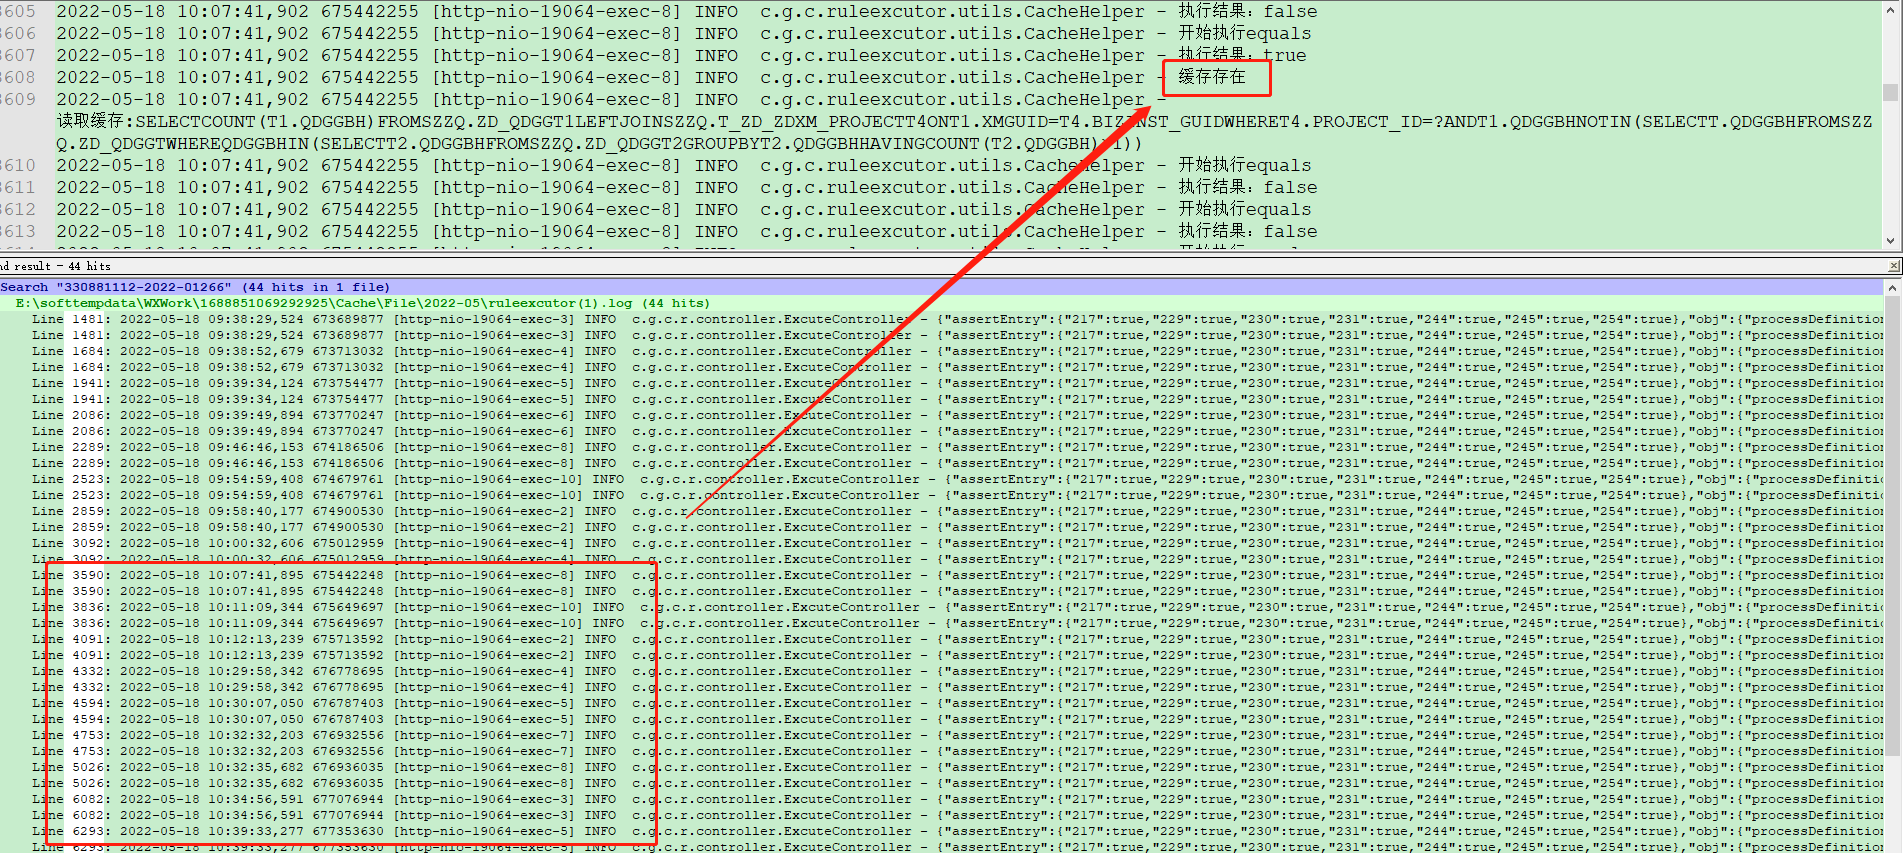 3605 2022-05-18 10:07:41,902 675442255 [http-nio-19064-exec-8] INFO c.g.c.ruleexcutor.utils.CacheHelper - 执行结果：false
3606 2022-05-18 10:07:41,902 675442255 [http-nio-19064-exec-8] INFO c.g.c.ruleexcutor.utils.CacheHelper - 开始执行equals
3607 2022-05-18 10:07:41,902 675442255 [http-nio-19064-exec-8] INFO c.g.c.ruleexcutor.utils.CacheHelper - 执行结果：true
3608 2022-05-18 10:07:41,902 675442255 [http-nio-19064-exec-8] INFO c.g.c.ruleexcutor.utils.CacheHelper - 缓存存在
3609 2022-05-18 10:07:41,902 675442255 [http-nio-19064-exec-8] INFO c.g.c.ruleexcutor.utils.CacheHelper -
读取缓存:SELECTCOUNT(T1.QDGGBH)FROMSZZQ.ZD_QDGGT1LEFTJOINSZZQ.T_ZD_ZDXM_PROJECTT4ONT1.XMGUID=T4.BIZINST_GUIDWHERET4.PROJECT_ID=?ANDT1.QDGGBHNOTIN(SELECTT.QDGGBHFROMSZZ
Q.ZD_QDGGTWHEREQDGGBHIN(SELECTT2.QDGGBHFROMSZZQ.ZD_QDGGT2GROUPBYT2.QDGGBHHAVINGCOUNT(T2.QDGGBH)>1))
3610 2022-05-18 10:07:41,902 675442255 [http-nio-19064-exec-8] INFO c.g.c.ruleexcutor.utils.CacheHelper - 开始执行equals
3611 2022-05-18 10:07:41,902 675442255 [http-nio-19064-exec-8] INFO c.g.c.ruleexcutor.utils.CacheHelper - 执行结果：false
3612 2022-05-18 10:07:41,902 675442255 [http-nio-19064-exec-8] INFO c.g.c.ruleexcutor.utils.CacheHelper - 开始执行equals
3613 2022-05-18 10:07:41,902 675442255 [http-nio-19064-exec-8] INFO c.g.c.ruleexcutor.utils.CacheHelper - 执行结果：false
nd result - 44 hits
Search "330881112-2022-01266" (44 hits in 1 file)
E:\softtempdata\WXWork\1688851069292925\Cache\File\2022-05\ruleexcutor(1).log (44 hits)
Line 1481: 2022-05-18 09:38:29,524 673689877 [http-nio-19064-exec-3] INFO c.g.c.r.controller.ExcuteController - {"assertEntry":{"217":true,"229":true,"230":true,"231":true,"244":true,"245":true,"254":true},"obj":{"processDefinition
Line 1481: 2022-05-18 09:38:29,524 673689877 [http-nio-19064-exec-3] INFO c.g.c.r.controller.ExcuteController - {"assertEntry":{"217":true,"229":true,"230":true,"231":true,"244":true,"245":true,"254":true},"obj":{"processDefinition
Line 1684: 2022-05-18 09:38:52,679 673713032 [http-nio-19064-exec-4] INFO c.g.c.r.controller.ExcuteController - {"assertEntry":{"217":true,"229":true,"230":true,"231":true,"244":true,"245":true,"254":true},"obj":{"processDefinition
Line 1684: 2022-05-18 09:38:52,679 673713032 [http-nio-19064-exec-4] INFO c.g.c.r.controller.ExcuteController - {"assertEntry":{"217":true,"229":true,"230":true,"231":true,"244":true,"245":true,"254":true},"obj":{"processDefinition
Line 1941: 2022-05-18 09:39:34,124 673754477 [http-nio-19064-exec-5] INFO c.g.c.r.controller.ExcuteController - {"assertEntry":{"217":true,"229":true,"230":true,"231":true,"244":true,"245":true,"254":true},"obj":{"processDefinition
Line 1941: 2022-05-18 09:39:34,124 673754477 [http-nio-19064-exec-5] INFO c.g.c.r.controller.ExcuteController - {"assertEntry":{"217":true,"229":true,"230":true,"231":true,"244":true,"245":true,"254":true},"obj":{"processDefinition
Line 2086: 2022-05-18 09:39:49,894 673770247 [http-nio-19064-exec-6] INFO c.g.c.r.controller.ExcuteController - {"assertEntry":{"217":true,"229":true,"230":true,"231":true,"244":true,"245":true,"254":true},"obj":{"processDefinition
Line 2086: 2022-05-18 09:39:49,894 673770247 [http-nio-19064-exec-6] INFO c.g.c.r.controller.ExcuteController - {"assertEntry":{"217":true,"229":true,"230":true,"231":true,"244":true,"245":true,"254":true},"obj":{"processDefinition
Line 2289: 2022-05-18 09:46:46,153 674186506 [http-nio-19064-exec-8] INFO c.g.c.r.controller.ExcuteController - {"assertEntry":{"217":true,"229":true,"230":true,"231":true,"244":true,"245":true,"254":true},"obj":{"processDefinition
Line 2289: 2022-05-18 09:46:46,153 674186506 [http-nio-19064-exec-8] INFO c.g.c.r.controller.ExcuteController - {"assertEntry":{"217":true,"229":true,"230":true,"231":true,"244":true,"245":true,"254":true},"obj":{"processDefinition
Line 2523: 2022-05-18 09:54:59,408 674679761 [http-nio-19064-exec-10] INFO c.g.c.r.controller.ExcuteController - {"assertEntry":{"217":true,"229":true,"230":true,"231":true,"244":true,"245":true,"254":true},"obj":{"processDefiniti
Line 2523: 2022-05-18 09:54:59,408 674679761 [http-nio-19064-exec-10] INFO c.g.c.r.controller.ExcuteController - {"assertEntry":{"217":true,"229":true,"230":true,"231":true,"244":true,"245":true,"254":true},"obj":{"processDefiniti
Line 2859: 2022-05-18 09:58:40,177 674900530 [http-nio-19064-exec-2] INFO c.g.c.r.controller.ExcuteController - {"assertEntry":{"217":true,"229":true,"230":true,"231":true,"244":true,"245":true,"254":true},"obj":{"processDefinition
Line 2859: 2022-05-18 09:58:40,177 674900530 [http-nio-19064-exec-2] INFO c.g.c.r.controller.ExcuteController - {"assertEntry":{"217":true,"229":true,"230":true,"231":true,"244":true,"245":true,"254":true},"obj":{"processDefinition
Line 3092: 2022-05-18 10:00:32,606 675012959 [http-nio-19064-exec-4] INFO c.g.c.r.controller.ExcuteController - {"assertEntry":{"217":true,"229":true,"230":true,"231":true,"244":true,"245":true,"254":true},"obj":{"processDefinition
Line 3092: 2022-05-18 10:00:32,606 675012959 [http-nio-19064-exec-4] INFO c.g.c.r.controller.ExcuteController - {"assertEntry":{"217":true,"229":true,"230":true,"231":true,"244":true,"245":true,"254":true},"obj":{"processDefinition
Line 3590: 2022-05-18 10:07:41,895 675442248 [http-nio-19064-exec-8] INFO c.g.c.r.controller.ExcuteController - {"assertEntry":{"217":true,"229":true,"230":true,"231":true,"244":true,"245":true,"254":true},"obj":{"processDefinition
Line 3590: 2022-05-18 10:07:41,895 675442248 [http-nio-19064-exec-8] INFO c.g.c.r.controller.ExcuteController - {"assertEntry":{"217":true,"229":true,"230":true,"231":true,"244":true,"245":true,"254":true},"obj":{"processDefinition
Line 3836: 2022-05-18 10:11:09,344 675649697 [http-nio-19064-exec-10] INFO c.g.c.r.controller.ExcuteController - {"assertEntry":{"217":true,"229":true,"230":true,"231":true,"244":true,"245":true,"254":true},"obj":{"processDefiniti
Line 3836: 2022-05-18 10:11:09,344 675649697 [http-nio-19064-exec-10] INFO c.g.c.r.controller.ExcuteController - {"assertEntry":{"217":true,"229":true,"230":true,"231":true,"244":true,"245":true,"254":true},"obj":{"processDefiniti
Line 4091: 2022-05-18 10:12:13,239 675713592 [http-nio-19064-exec-2] INFO c.g.c.r.controller.ExcuteController - {"assertEntry":{"217":true,"229":true,"230":true,"231":true,"244":true,"245":true,"254":true},"obj":{"processDefinition
Line 4091: 2022-05-18 10:12:13,239 675713592 [http-nio-19064-exec-2] INFO c.g.c.r.controller.ExcuteController - {"assertEntry":{"217":true,"229":true,"230":true,"231":true,"244":true,"245":true,"254":true},"obj":{"processDefinition
Line 4332: 2022-05-18 10:29:58,342 676778695 [http-nio-19064-exec-4] INFO c.g.c.r.controller.ExcuteController - {"assertEntry":{"217":true,"229":true,"230":true,"231":true,"244":true,"245":true,"254":true},"obj":{"processDefinition
Line 4332: 2022-05-18 10:29:58,342 676778695 [http-nio-19064-exec-4] INFO c.g.c.r.controller.ExcuteController - {"assertEntry":{"217":true,"229":true,"230":true,"231":true,"244":true,"245":true,"254":true},"obj":{"processDefinition
Line 4594: 2022-05-18 10:30:07,050 676787403 [http-nio-19064-exec-5] INFO c.g.c.r.controller.ExcuteController - {"assertEntry":{"217":true,"229":true,"230":true,"231":true,"244":true,"245":true,"254":true},"obj":{"processDefinition
Line 4594: 2022-05-18 10:30:07,050 676787403 [http-nio-19064-exec-5] INFO c.g.c.r.controller.ExcuteController - {"assertEntry":{"217":true,"229":true,"230":true,"231":true,"244":true,"245":true,"254":true},"obj":{"processDefinition
Line 4753: 2022-05-18 10:32:32,203 676932556 [http-nio-19064-exec-7] INFO c.g.c.r.controller.ExcuteController - {"assertEntry":{"217":true,"229":true,"230":true,"231":true,"244":true,"245":true,"254":true},"obj":{"processDefinition
Line 4753: 2022-05-18 10:32:32,203 676932556 [http-nio-19064-exec-7] INFO c.g.c.r.controller.ExcuteController - {"assertEntry":{"217":true,"229":true,"230":true,"231":true,"244":true,"245":true,"254":true},"obj":{"processDefinition
Line 5026: 2022-05-18 10:32:35,682 676936035 [http-nio-19064-exec-8] INFO c.g.c.r.controller.ExcuteController - {"assertEntry":{"217":true,"229":true,"230":true,"231":true,"244":true,"245":true,"254":true},"obj":{"processDefinition
Line 5026: 2022-05-18 10:32:35,682 676936035 [http-nio-19064-exec-8] INFO c.g.c.r.controller.ExcuteController - {"assertEntry":{"217":true,"229":true,"230":true,"231":true,"244":true,"245":true,"254":true},"obj":{"processDefinition
Line 6082: 2022-05-18 10:34:56,591 677076944 [http-nio-19064-exec-3] INFO c.g.c.r.controller.ExcuteController - {"assertEntry":{"217":true,"229":true,"230":true,"231":true,"244":true,"245":true,"254":true},"obj":{"processDefinition
Line 6082: 2022-05-18 10:34:56,591 677076944 [http-nio-19064-exec-3] INFO c.g.c.r.controller.ExcuteController - {"assertEntry":{"217":true,"229":true,"230":true,"231":true,"244":true,"245":true,"254":true},"obj":{"processDefinition
Line 6293: 2022-05-18 10:39:33,277 677353630 [http-nio-19064-exec-5] INFO c.g.c.r.controller.ExcuteController - {"assertEntry":{"217":true,"229":true,"230":true,"231":true,"244":true,"245":true,"254":true},"obj":{"processDefinition
Line 6293: 2022-05-18 10:39:33,277 677353630 [http-nio-19064-exec-5] INFO c.g.c.r.controller.ExcuteController - {"assertEntry":{"217":true,"229":true,"230":true,"231":true,"244":true,"245":true,"254":true},"obj":{"processDefinition